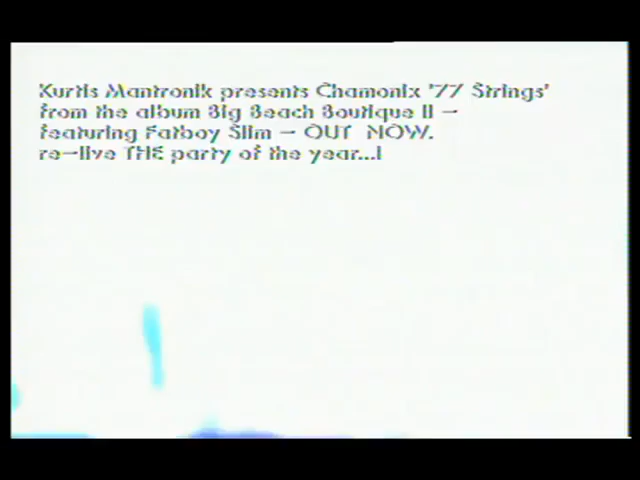 Kurtis Mantronik presents Chamonix '77 Strings'
from the album Big Beach Boutique II -
featuring Fatboy Slim - OUT NOW.
re-live THE party of the year...!